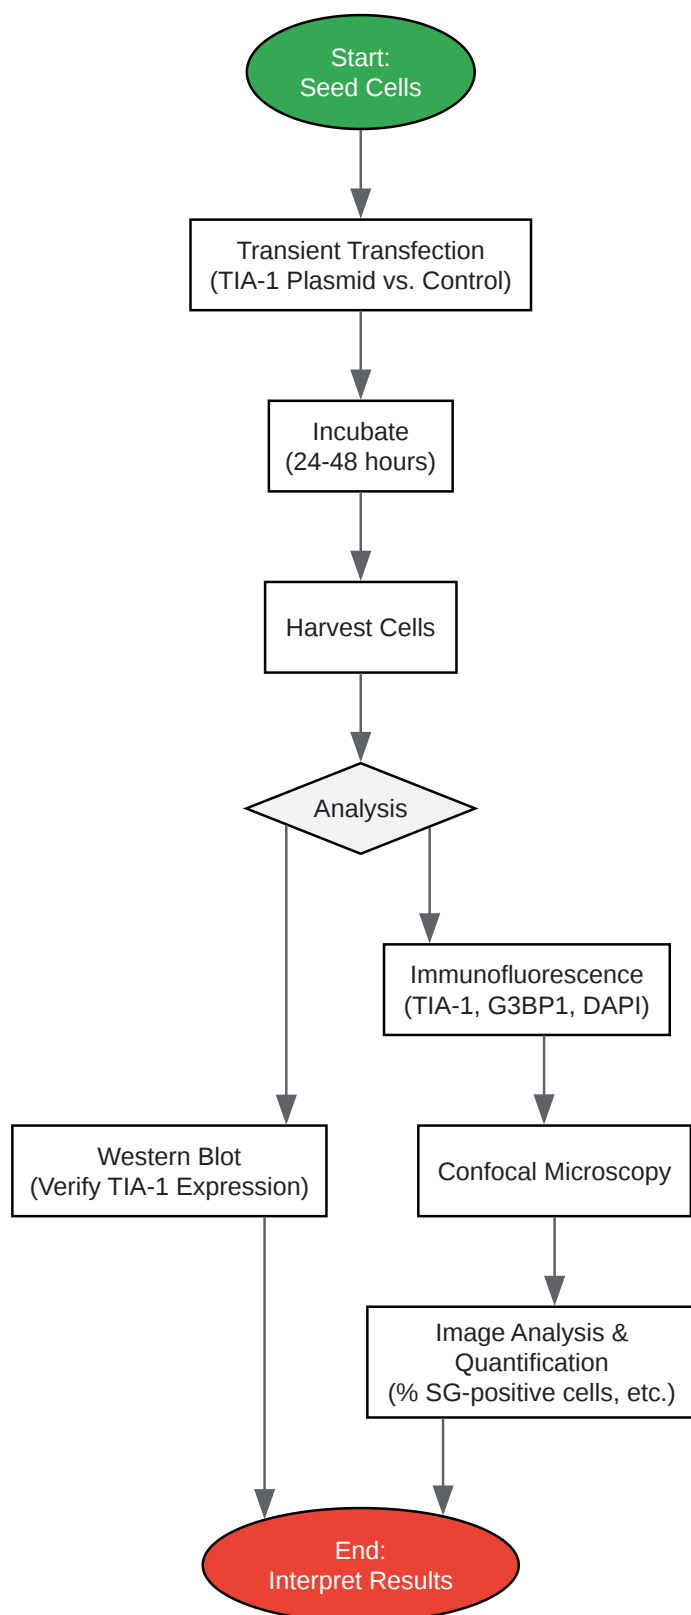 Start:
Seed Cells
Transient Transfection
(TIA-1 Plasmid vs. Control)
Incubate
(24-48 hours)
Harvest Cells
Analysis
Immunofluorescence
(TIA-1, G3BP1, DAPI)
Western Blot
(Verify TIA-1 Expression)
Confocal Microscopy
Image Analysis &
Quantification
(% SG-positive cells, etc.)
End:
Interpret Results